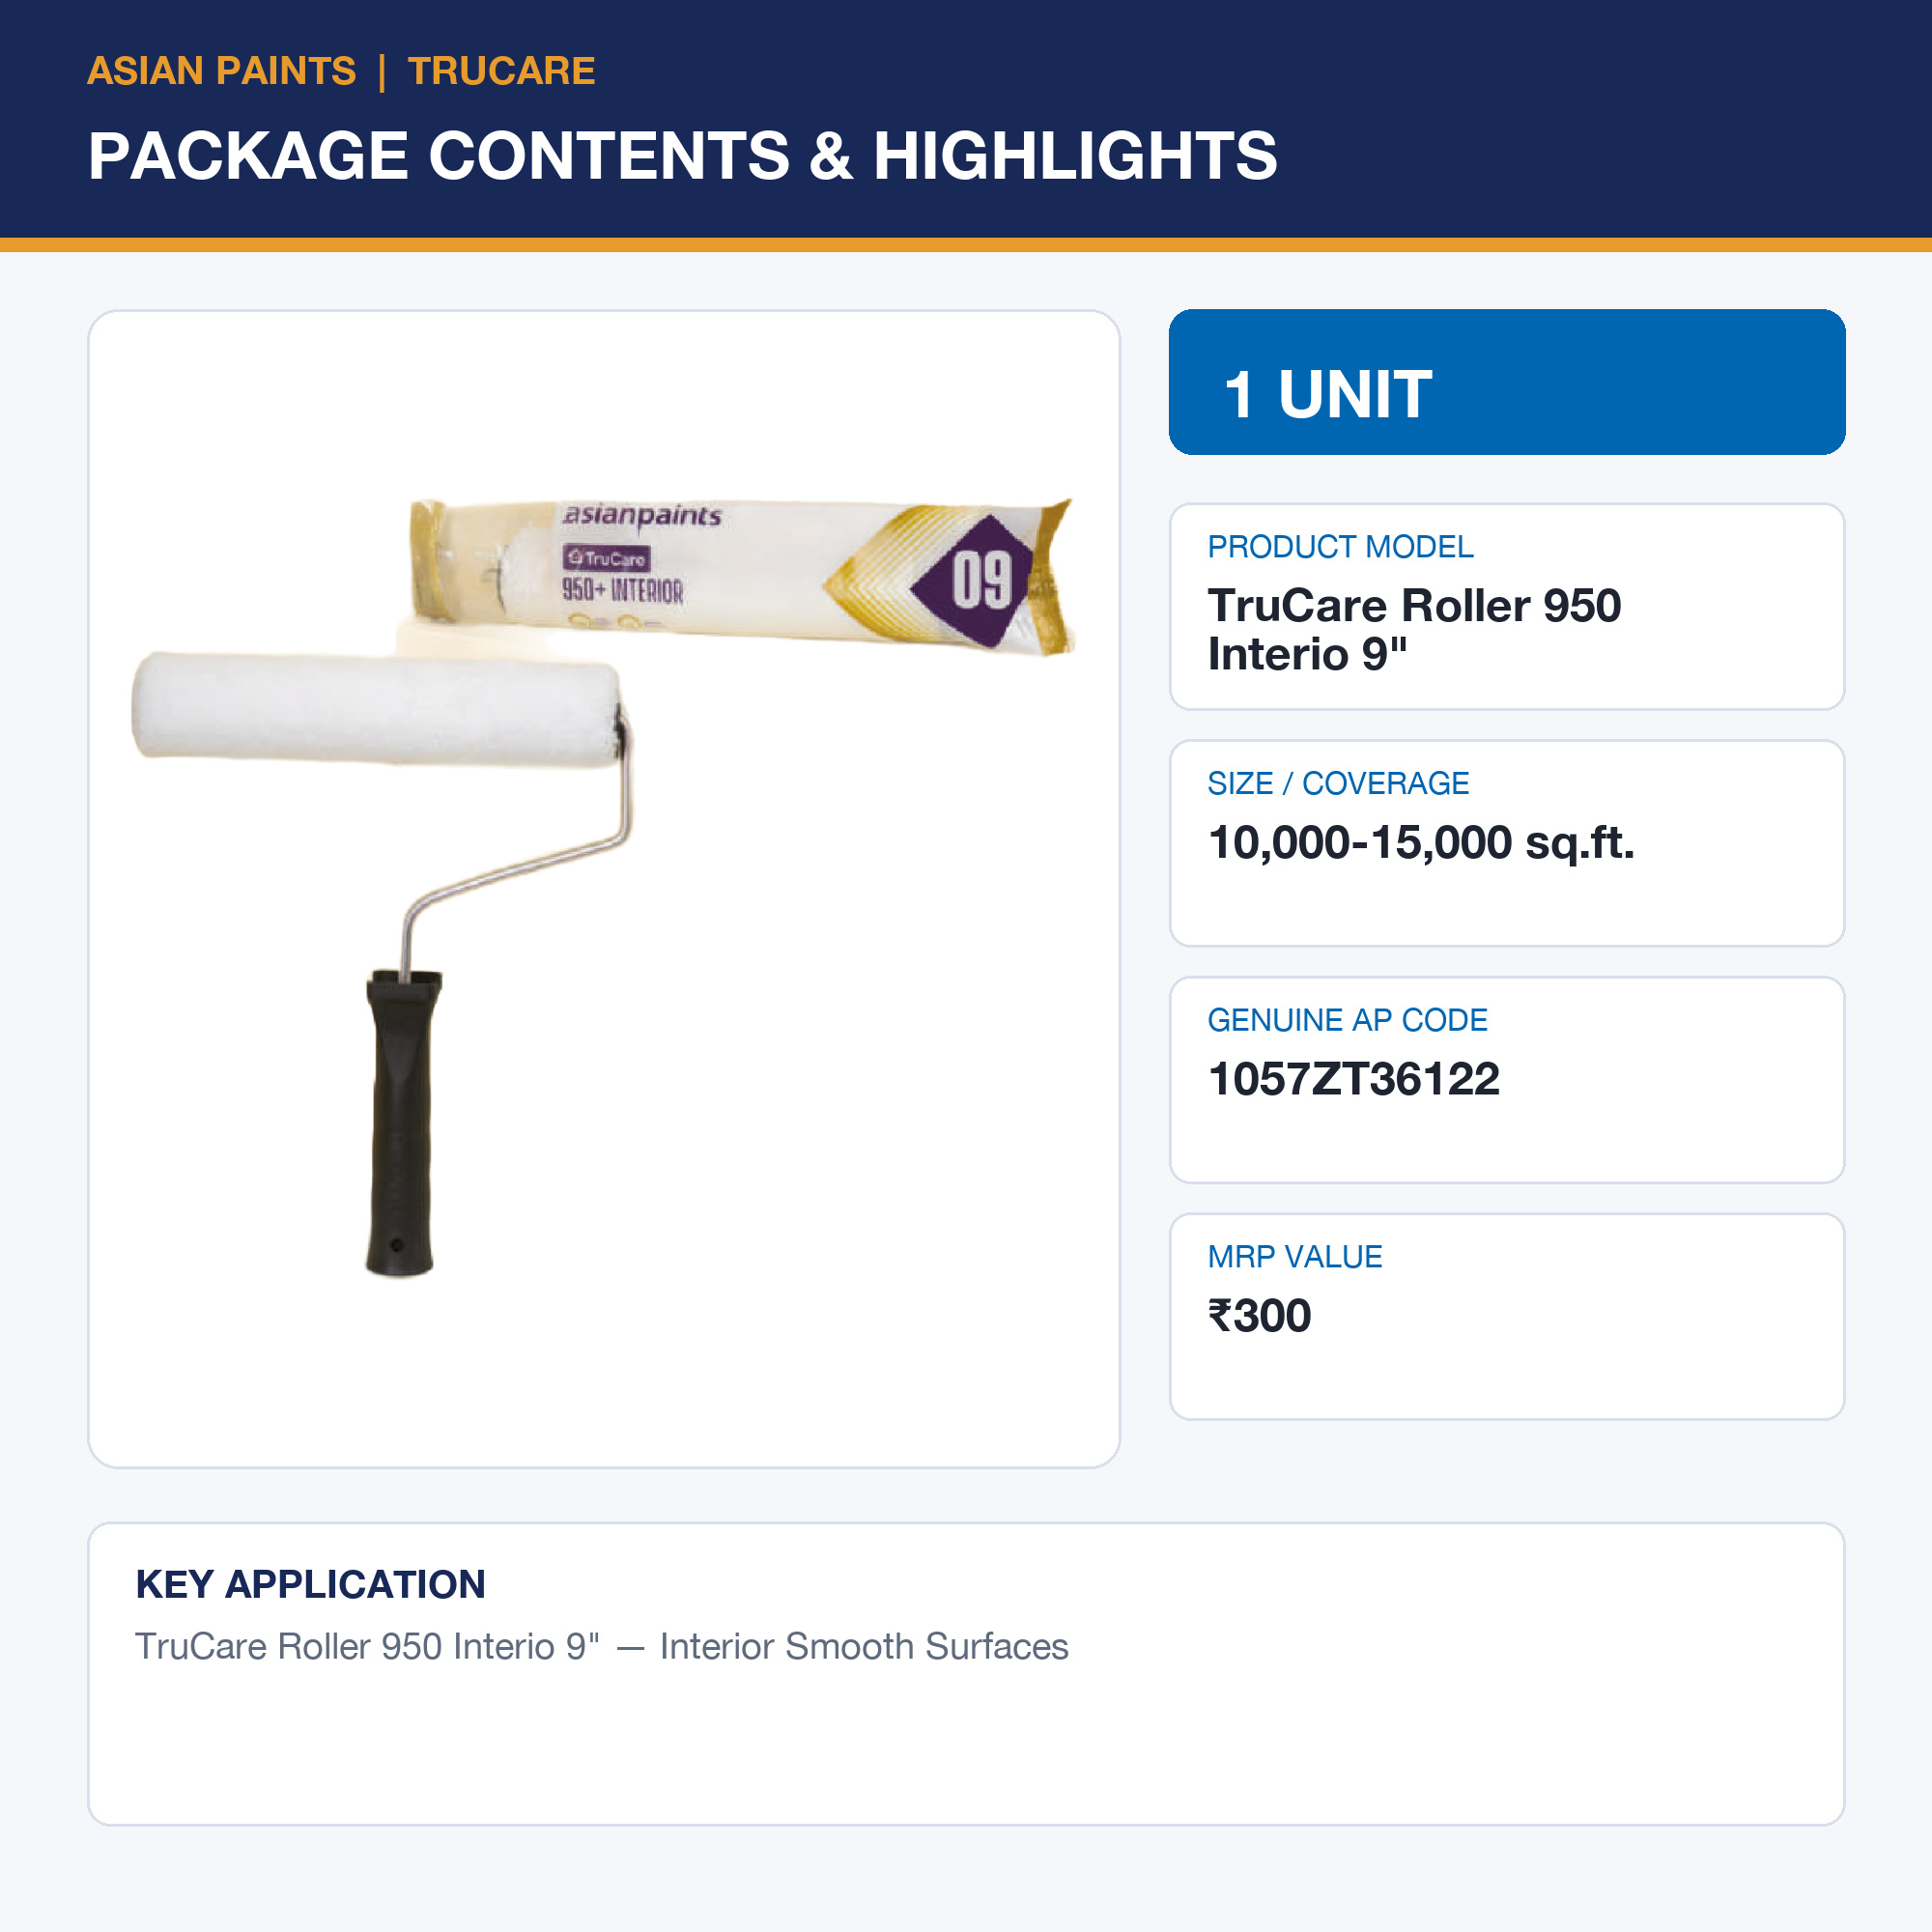 ASIAN PAINTS | TRUCARE
PACKAGE CONTENTS & HIGHLIGHTS
asianpaints
TruCare
950+ INTERIOR
09
1 UNIT
PRODUCT MODEL
TruCare Roller 950
Interio 9"
SIZE / COVERAGE
10,000-15,000 sq.ft.
GENUINE AP CODE
1057ZT36122
MRP VALUE
₹300
KEY APPLICATION
TruCare Roller 950 Interio 9" — Interior Smooth Surfaces